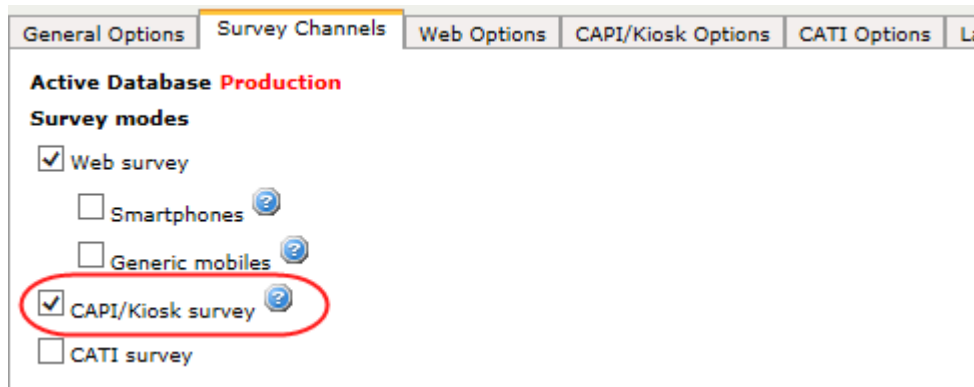 General Options Survey Channels Web Options CAPI/Kiosk Options CATI Options
Active Database Production
Survey modes
Web survey
Smartphones ?
Generic mobiles ?
CAPI/Kiosk survey ?
CATI survey